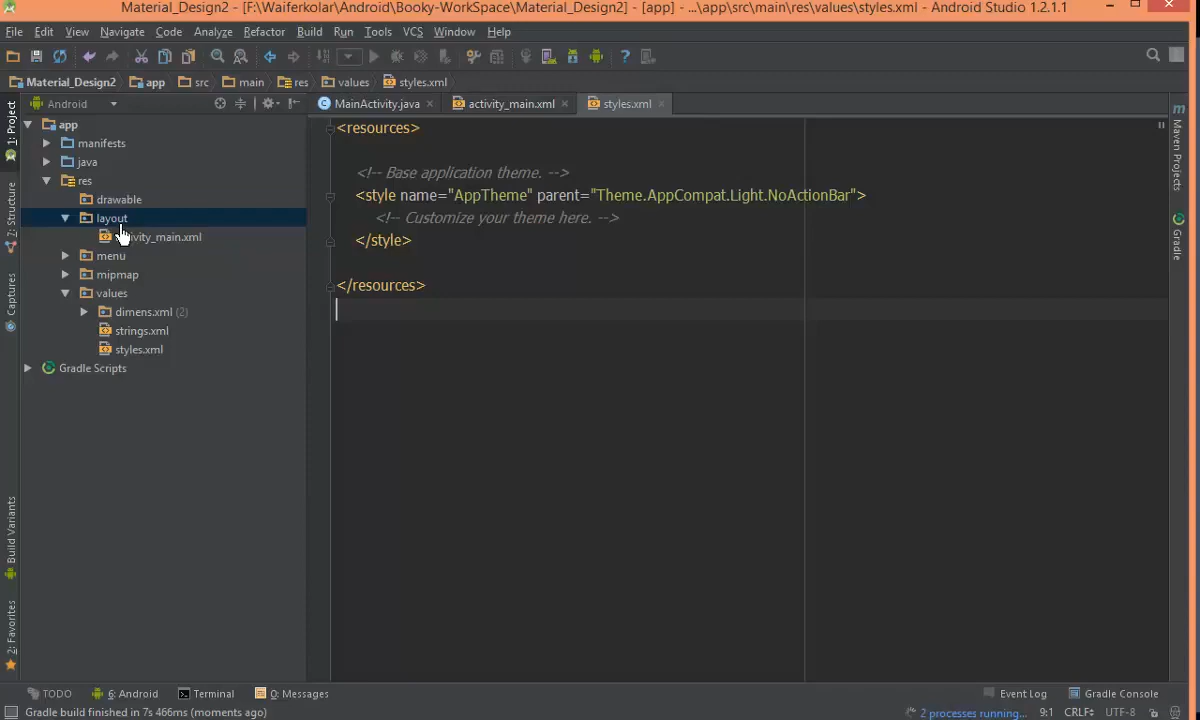 Material_Design2 - [F:\Waiferkolar\Android\Booky-WorkSpace\Material_Design2] - [app] - ...\app\src\main\res\values\styles.xml - Android Studio 1.2.1.1
File Edit View Navigate Code Analyze Refactor Build Run Tools VCS Window Help
Material_Design2 app src main res values styles.xml
Android MainActivity.java activity_main.xml styles.xml
1: Project
7: Structure
Captures
Build Variants
2: Favorites
app
manifests
java
res
drawable
layout
activity_main.xml
menu
mipmap
values
dimens.xml (2)
strings.xml
styles.xml
Gradle Scripts
<resources>
<!-- Base application theme. -->
<style name="AppTheme" parent="Theme.AppCompat.Light.NoActionBar">
<!-- Customize your theme here. -->
</style>
</resources>
m
Maven Projects
Gradle
TODO 6: Android Terminal 0: Messages Event Log Gradle Console
Gradle build finished in 7s 466ms (moments ago) 2 processes running... 9:1 CRLF UTF-8